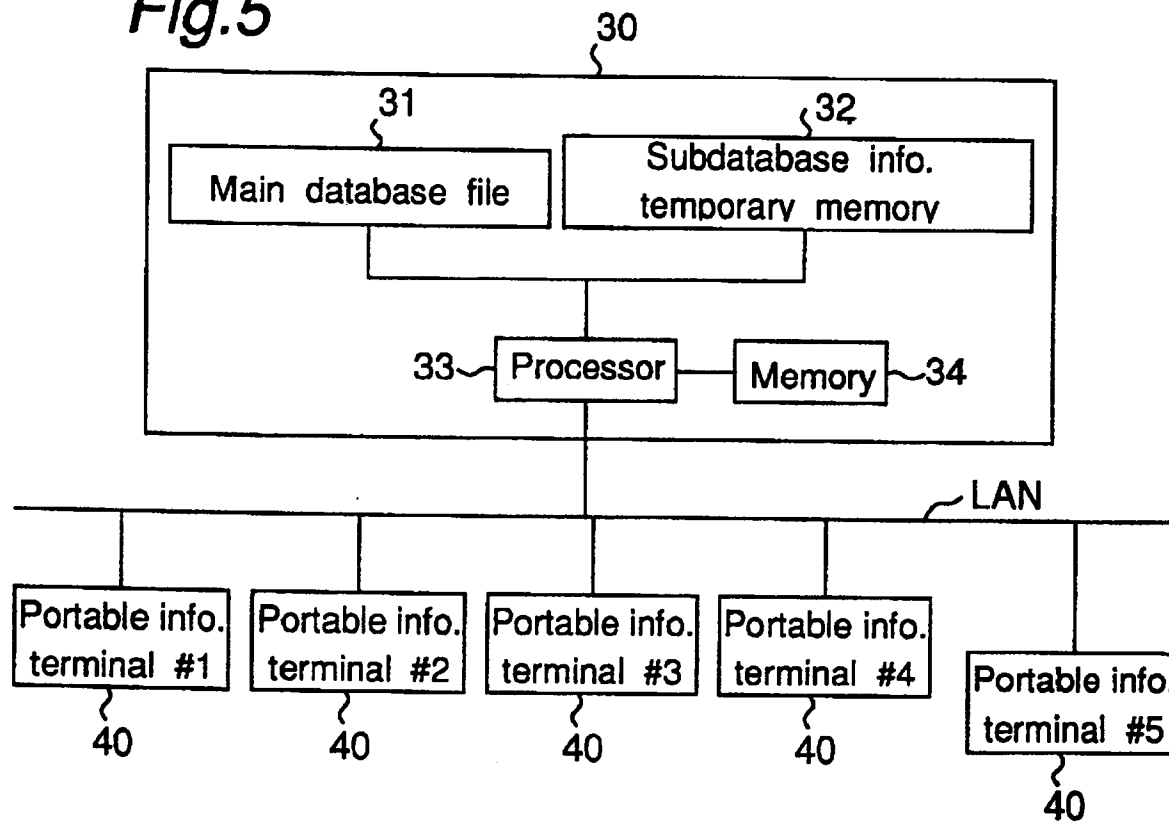 Fig.5
30
31
32
Main database file
Subdatabase info.
temporary memory
33
Processor
Memory
34
LAN
Portable info.
terminal #1
Portable info.
terminal #2
Portable info.
terminal #3
Portable info.
terminal #4
Portable info.
terminal #5
40
40
40
40
40